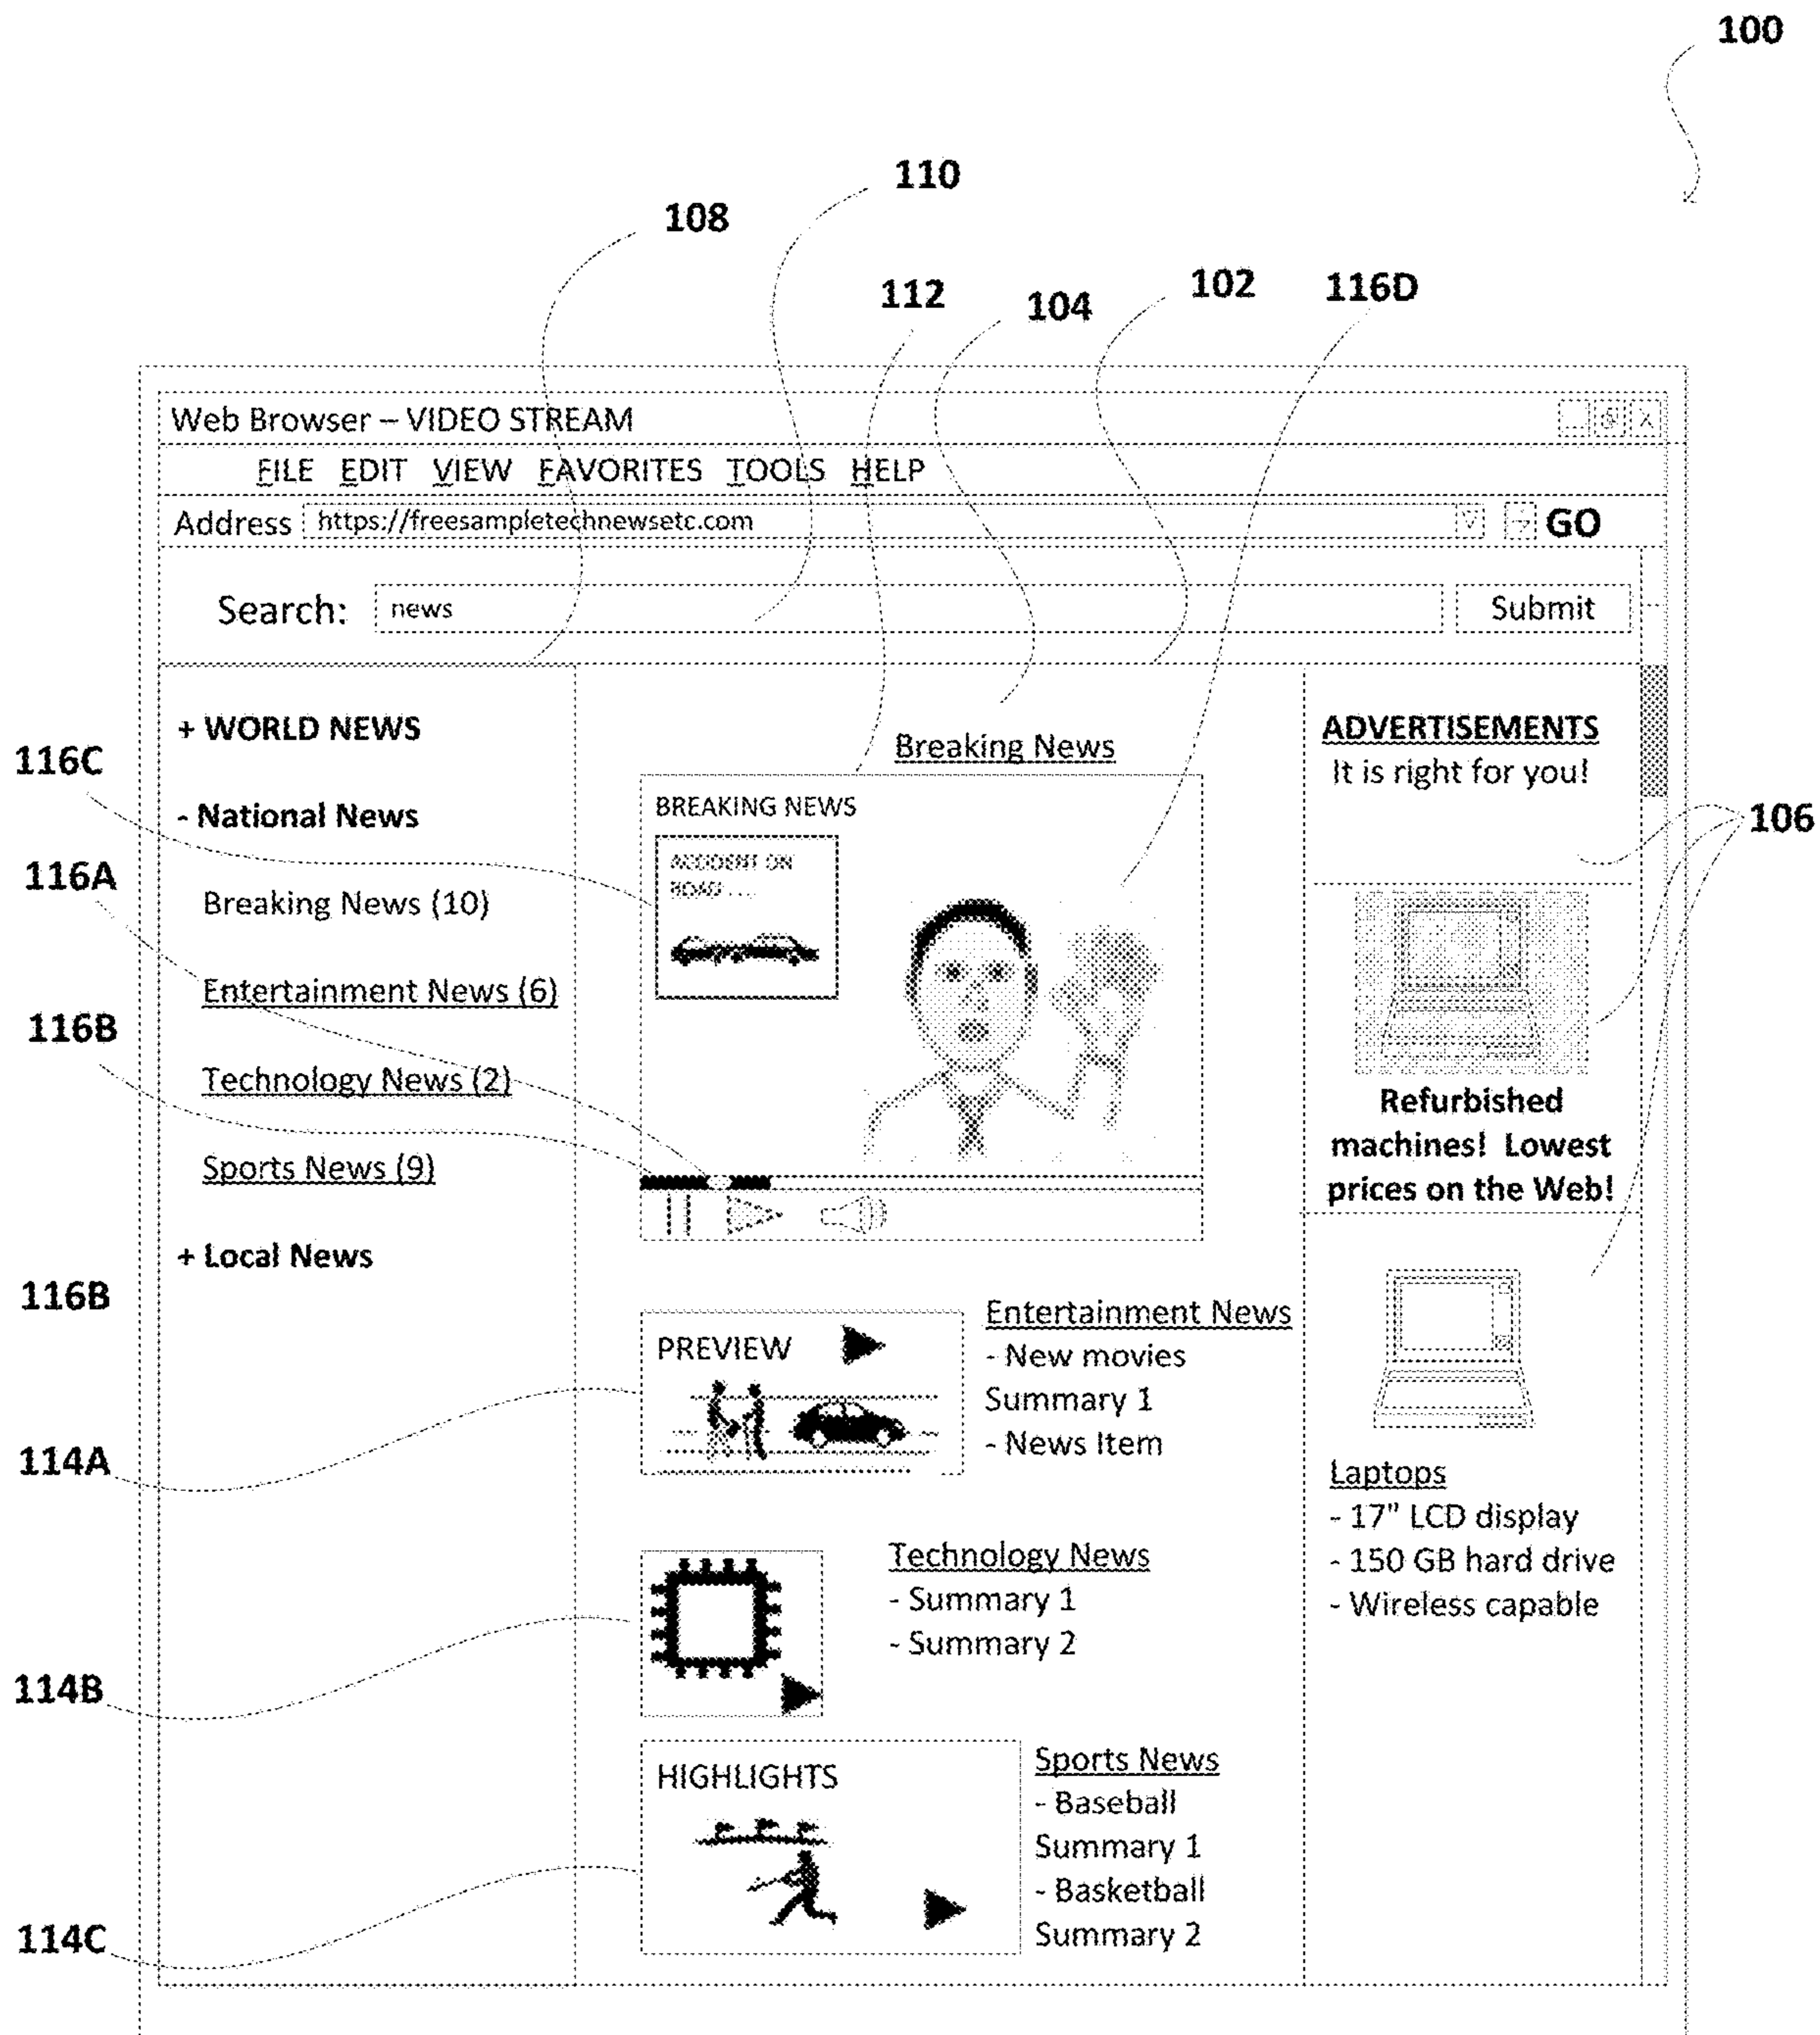 100
110
108
112
104
102
116D
Web Browser – VIDEO STREAM
X
FILE EDIT VIEW FAVORITES TOOLS HELP
Address https://freesampletechnewsetc.com GO
Search: news Submit
+ WORLD NEWS
- National News
Breaking News (10)
Entertainment News (6)
Technology News (2)
Sports News (9)
+ Local News
116C
116A
116B
116B
114A
114B
114C
Breaking News
BREAKING NEWS
ACCIDENT ON
ROAD ....
PREVIEW
Entertainment News
- New movies
Summary 1
- News Item
Technology News
- Summary 1
- Summary 2
HIGHLIGHTS
Sports News
- Baseball
Summary 1
- Basketball
Summary 2
ADVERTISEMENTS
It is right for you!
106
Refurbished
machines! Lowest
prices on the Web!
Laptops
- 17" LCD display
- 150 GB hard drive
- Wireless capable